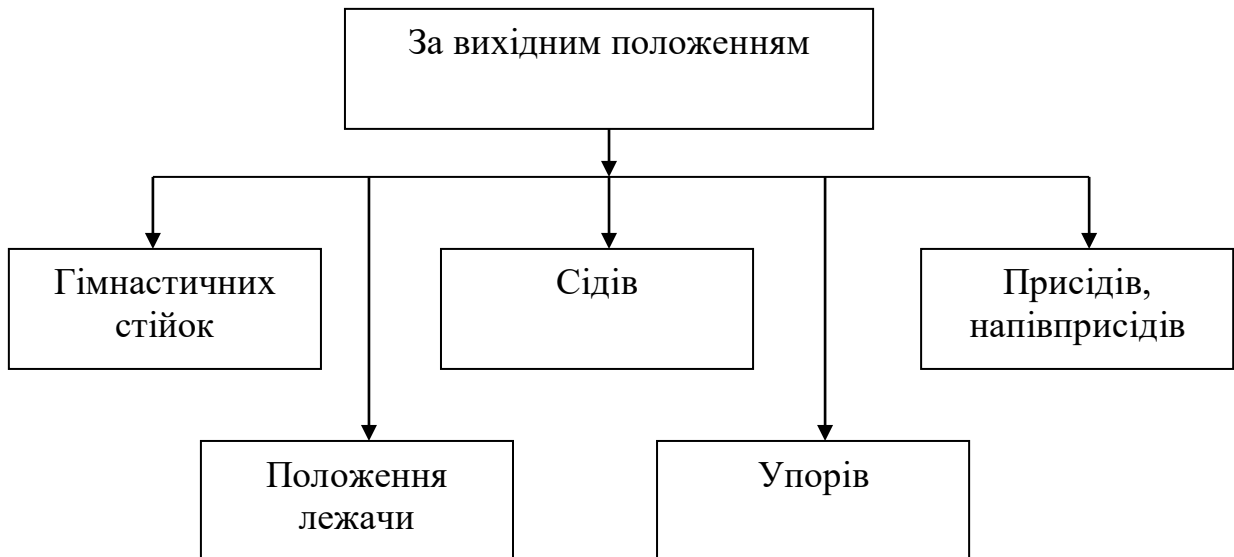 За вихідним положенням
Гімнастичних
стійок
Сідів
Присідів,
напівприсідів
Положення
лежачи
Упорів